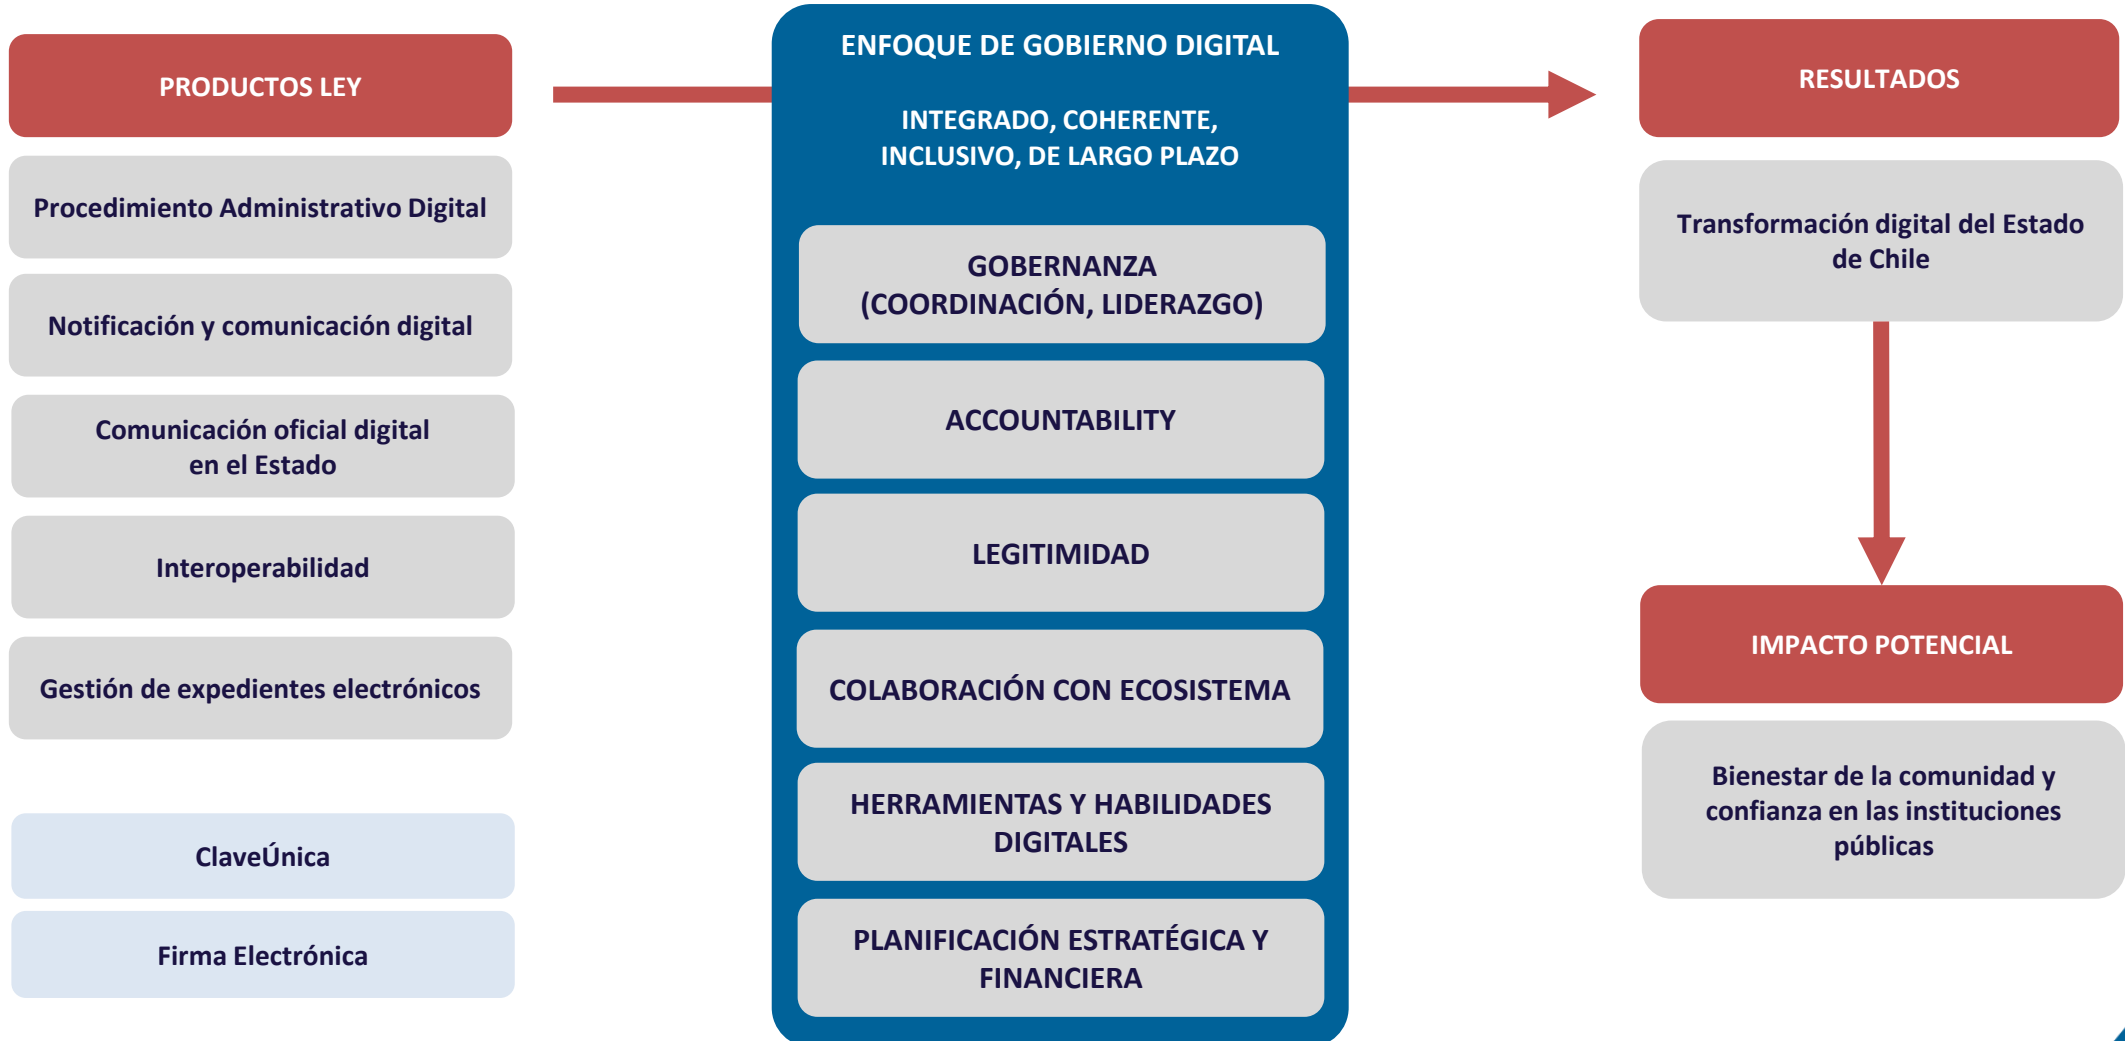 PRODUCTOS LEY
Procedimiento Administrativo Digital
Notificación y comunicación digital
Comunicación oficial digital
en el Estado
Interoperabilidad
Gestión de expedientes electrónicos
ClaveÚnica
Firma Electrónica
ENFOQUE DE GOBIERNO DIGITAL
INTEGRADO, COHERENTE,
INCLUSIVO, DE LARGO PLAZO
GOBERNANZA
(COORDINACIÓN, LIDERAZGO)
ACCOUNTABILITY
LEGITIMIDAD
COLABORACIÓN CON ECOSISTEMA
HERRAMIENTAS Y HABILIDADES
DIGITALES
PLANIFICACIÓN ESTRATÉGICA Y
FINANCIERA
RESULTADOS
Transformación digital del Estado
de Chile
IMPACTO POTENCIAL
Bienestar de la comunidad y
confianza en las instituciones
públicas